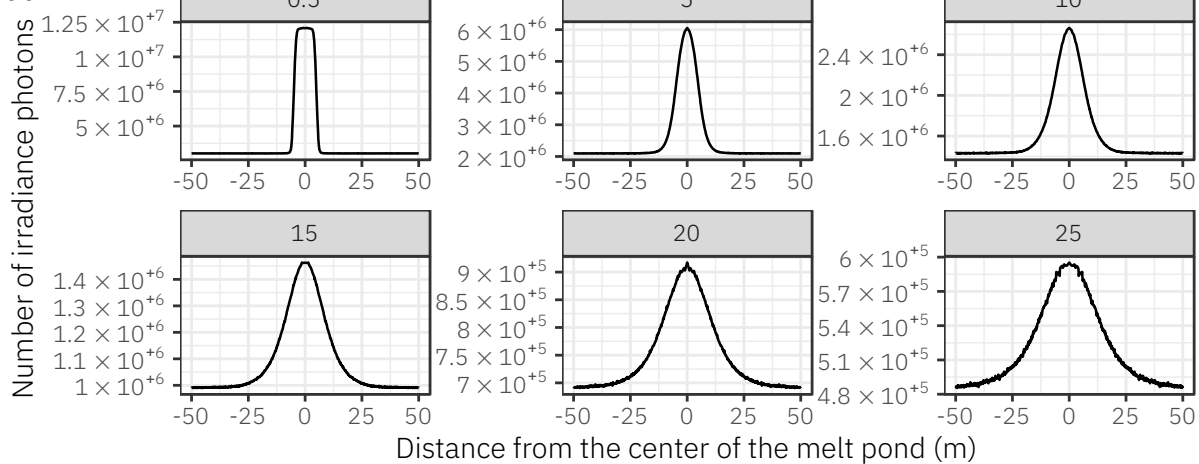 0.5 5 10
Number of irradiance photons
1.25 × 10+7
1 × 10+7
7.5 × 10+6
5 × 10+6
-50 -25 0 25 50
6 × 10+6
5 × 10+6
4 × 10+6
3 × 10+6
2 × 10+6
-50 -25 0 25 50
2.4 × 10+6
2 × 10+6
1.6 × 10+6
-50 -25 0 25 50
15
1.4 × 10+6
1.3 × 10+6
1.2 × 10+6
1.1 × 10+6
1 × 10+6
-50 -25 0 25 50
20
9 × 10+5
8.5 × 10+5
8 × 10+5
7.5 × 10+5
7 × 10+5
-50 -25 0 25 50
25
6 × 10+5
5.7 × 10+5
5.4 × 10+5
5.1 × 10+5
4.8 × 10+5
-50 -25 0 25 50
Distance from the center of the melt pond (m)